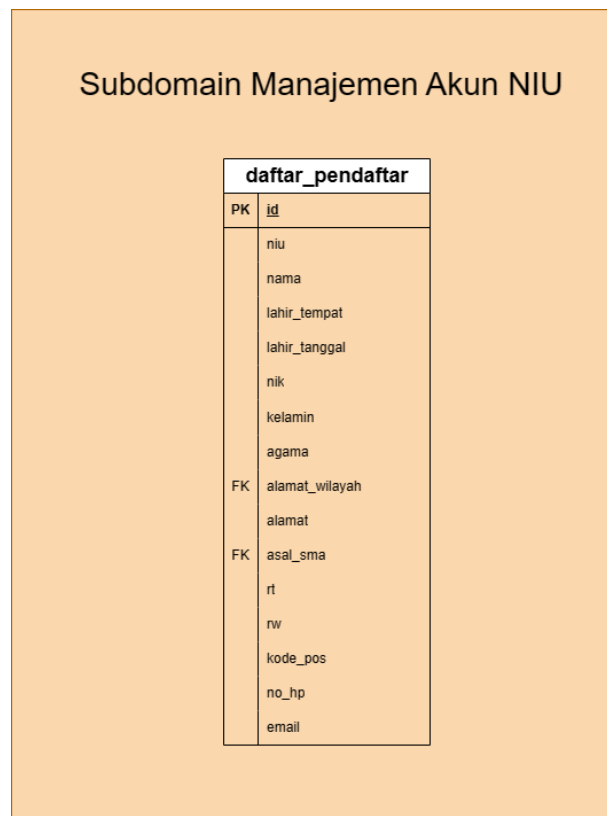 Subdomain Manajemen Akun NIU
daftar_pendaftar
PK id
niu
nama
lahir_tempat
lahir_tanggal
nik
kelamin
agama
FK alamat_wilayah
alamat
FK asal_sma
rt
rw
kode_pos
no_hp
email